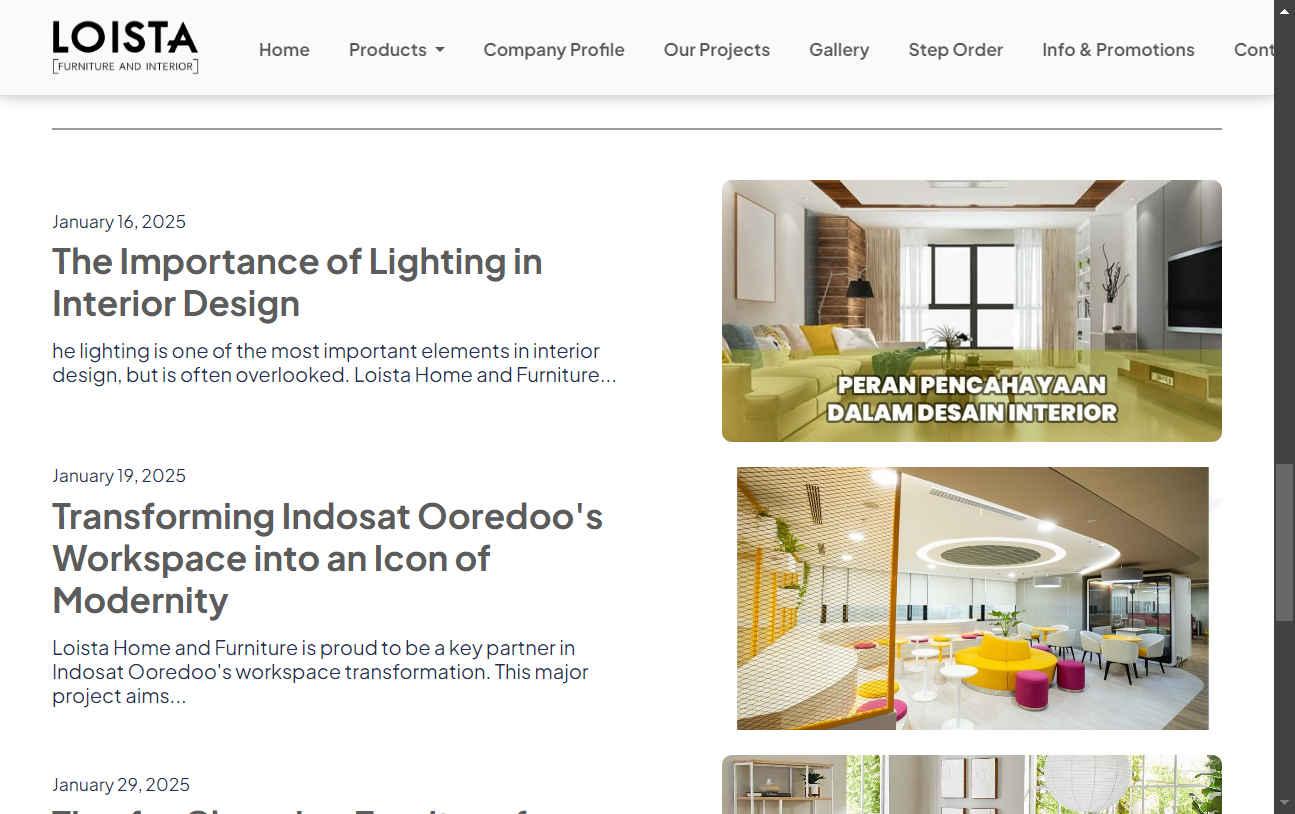 LOISTA
FURNITURE AND INTERIOR
Home
Products
Company Profile
Our Projects
Gallery
Step Order
Info & Promotions
Cont
January 16, 2025
The Importance of Lighting in
Interior Design
he lighting is one of the most important elements in interior
design, but is often overlooked. Loista Home and Furniture...
PERAN PENCAHAYAAN
DALAM DESAIN INTERIOR
January 19, 2025
Transforming Indosat Ooredoo's
Workspace into an Icon of
Modernity
Loista Home and Furniture is proud to be a key partner in
Indosat Ooredoo's workspace transformation. This major
project aims...
January 29, 2025